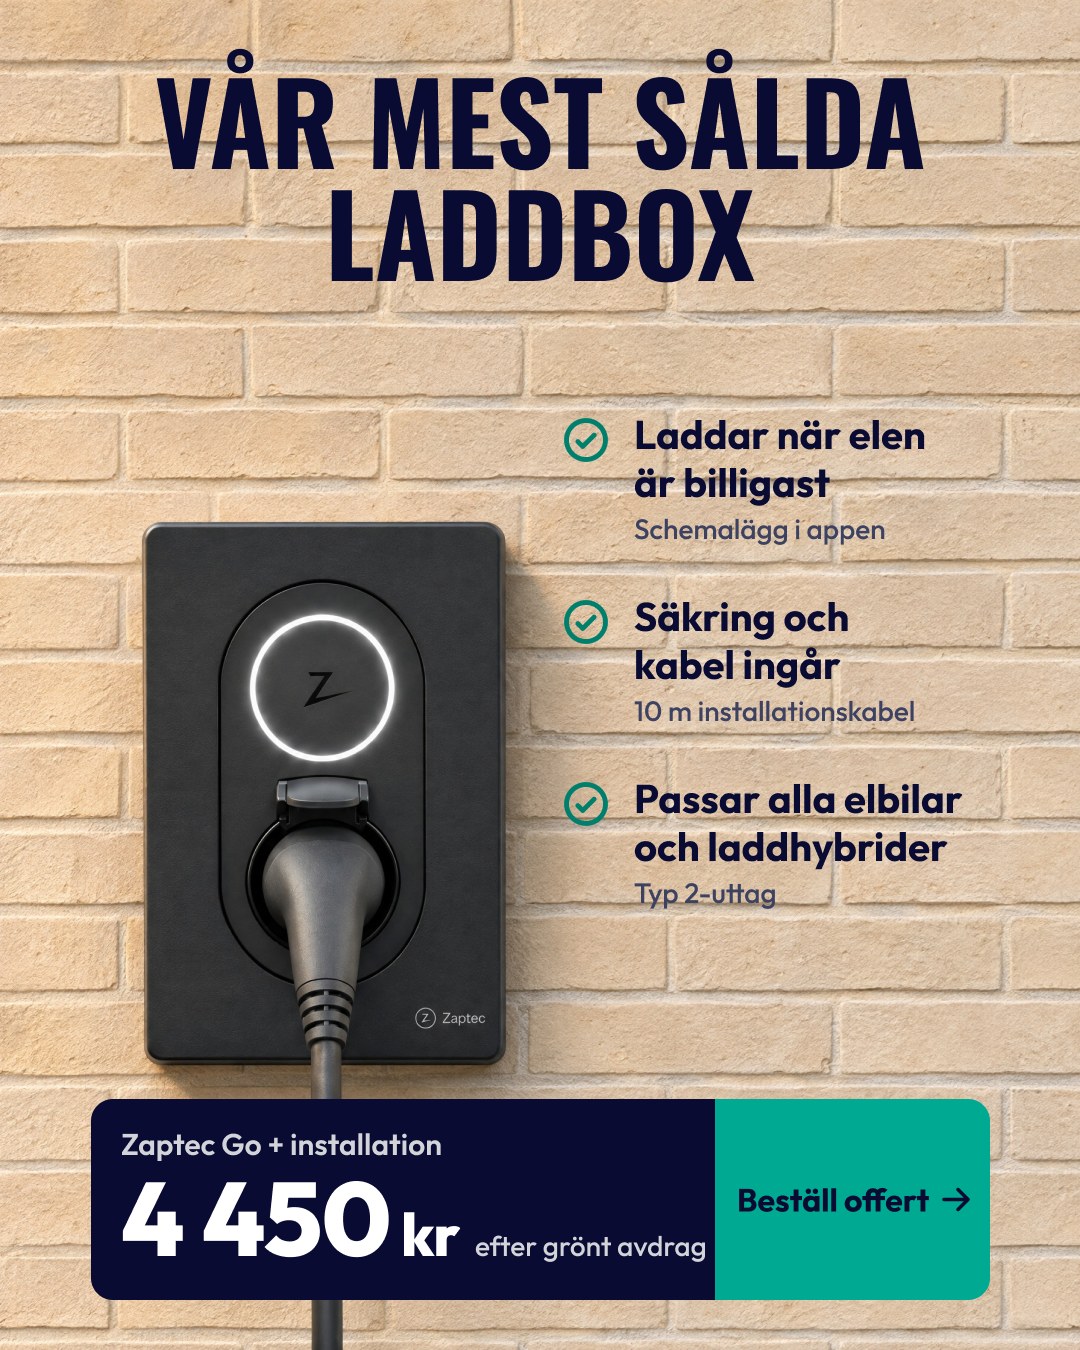 VÅR MEST SÅLDA
LADDBOX
Laddar när elen
är billigast
Schemalägg i appen
Säkring och
kabel ingår
10 m installationskabel
Passar alla elbilar
och laddhybrider
Typ 2-uttag
Z Zaptec
Zaptec Go + installation
4 450 kr efter grönt avdrag
Beställ offert →